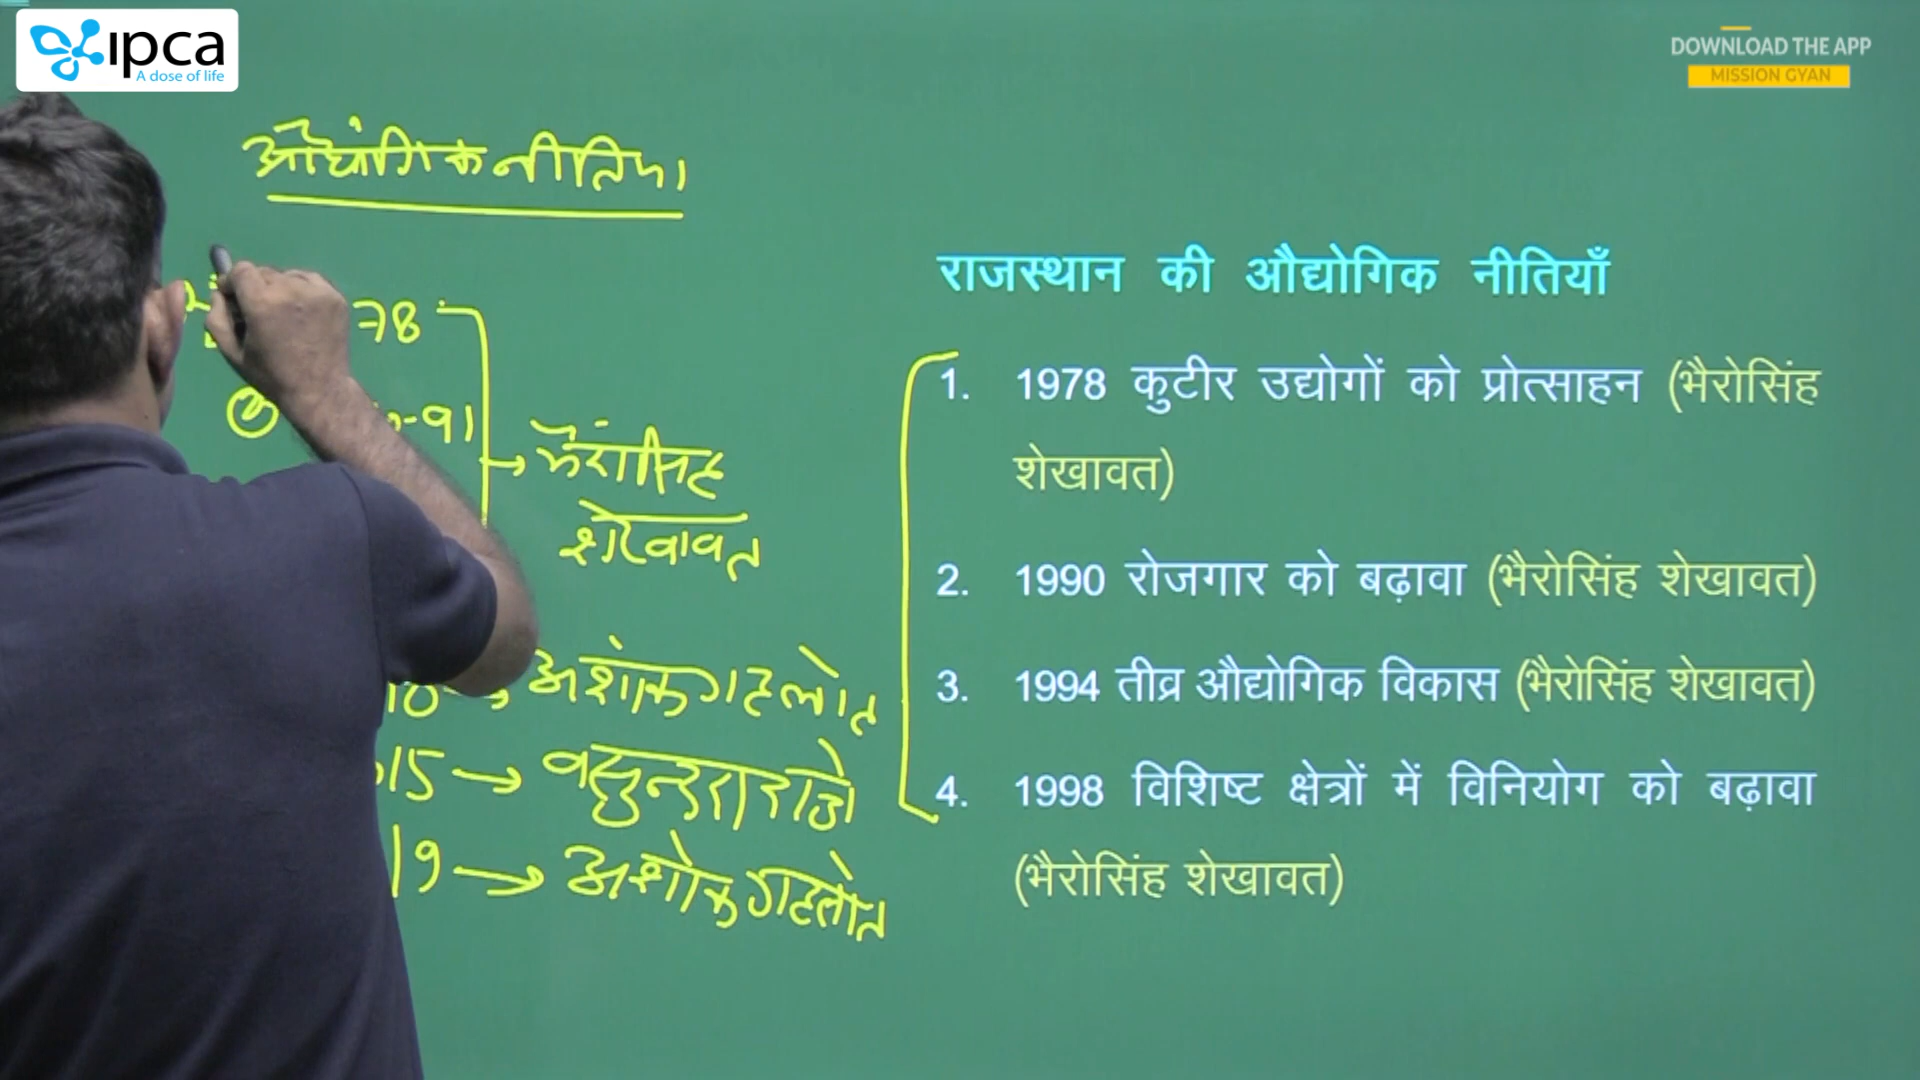 ipca
A dose of life
DOWNLOAD THE APP
MISSION GYAN
औद्योगिक नीतिया
78
-91
भैरोसिंह
शेखावत
10 → अशोक गहलोत
15 → वसुन्धरा राजे
19 → अशोक गहलोत
राजस्थान की औद्योगिक नीतियाँ
1. 1978 कुटीर उद्योगों को प्रोत्साहन (भैरोसिंह
शेखावत)
2. 1990 रोजगार को बढ़ावा (भैरोसिंह शेखावत)
3. 1994 तीव्र औद्योगिक विकास (भैरोसिंह शेखावत)
4. 1998 विशिष्ट क्षेत्रों में विनियोग को बढ़ावा
(भैरोसिंह शेखावत)